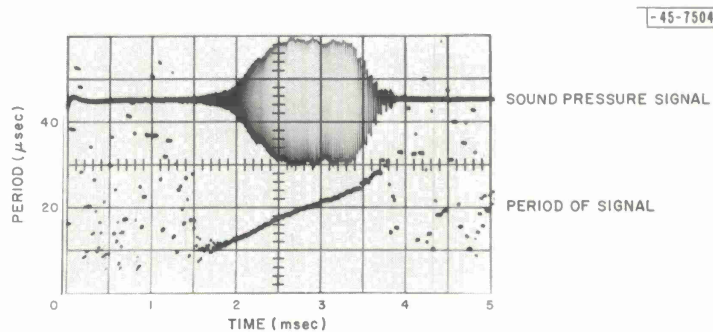 -45-7504
SOUND PRESSURE SIGNAL
40
PERIOD (μsec)
20
PERIOD OF SIGNAL
0
0 1 2 3 4 5
TIME (msec)